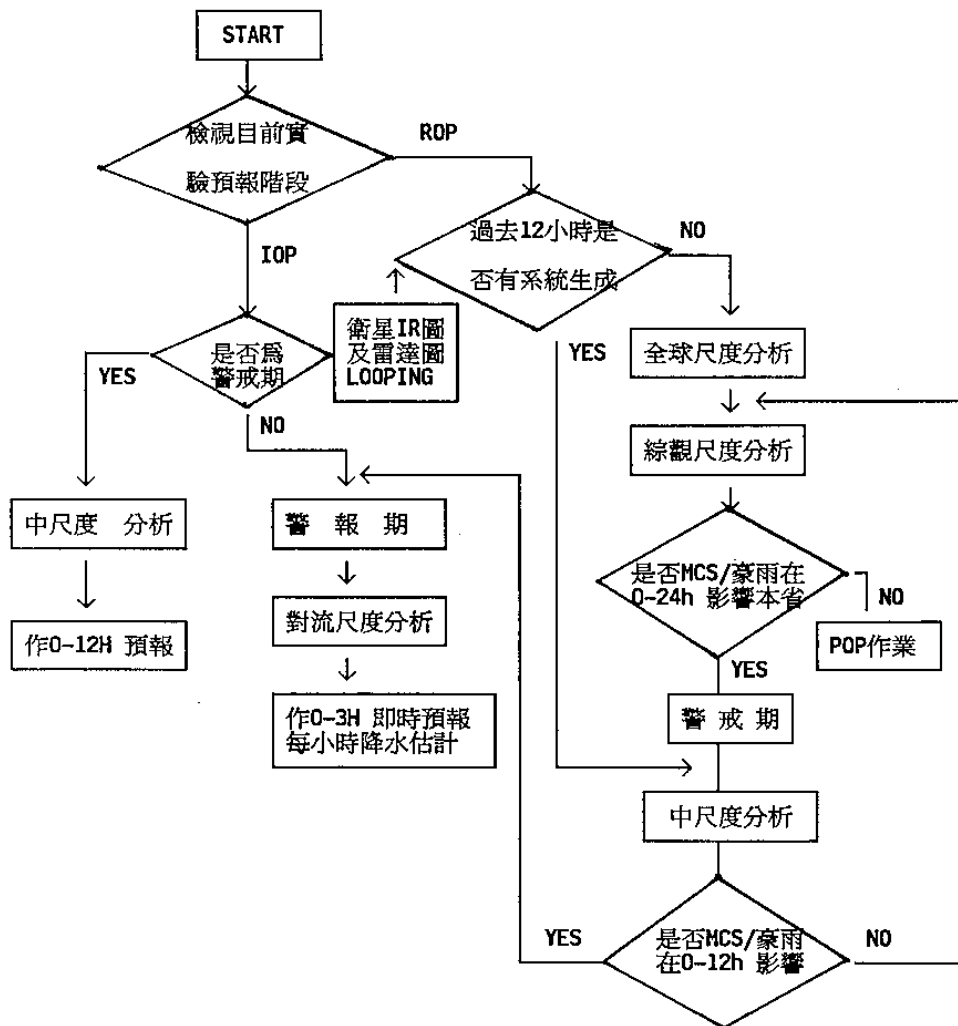 START
檢視目前實
驗預報階段
ROP
IOP
過去12小時是
否有系統生成
NO
YES
衛星IR圖
及雷達圖
LOOPING
是否為
警戒期
YES
NO
全球尺度分析
綜觀尺度分析
中尺度 分析
作0-12H 預報
警 報 期
對流尺度分析
作0-3H 即時預報
每小時降水估計
是否MCS/豪雨在
0-24h 影響本省
NO
POP作業
YES
警 戒 期
中尺度分析
是否MCS/豪雨
在0-12h 影響
YES
NO